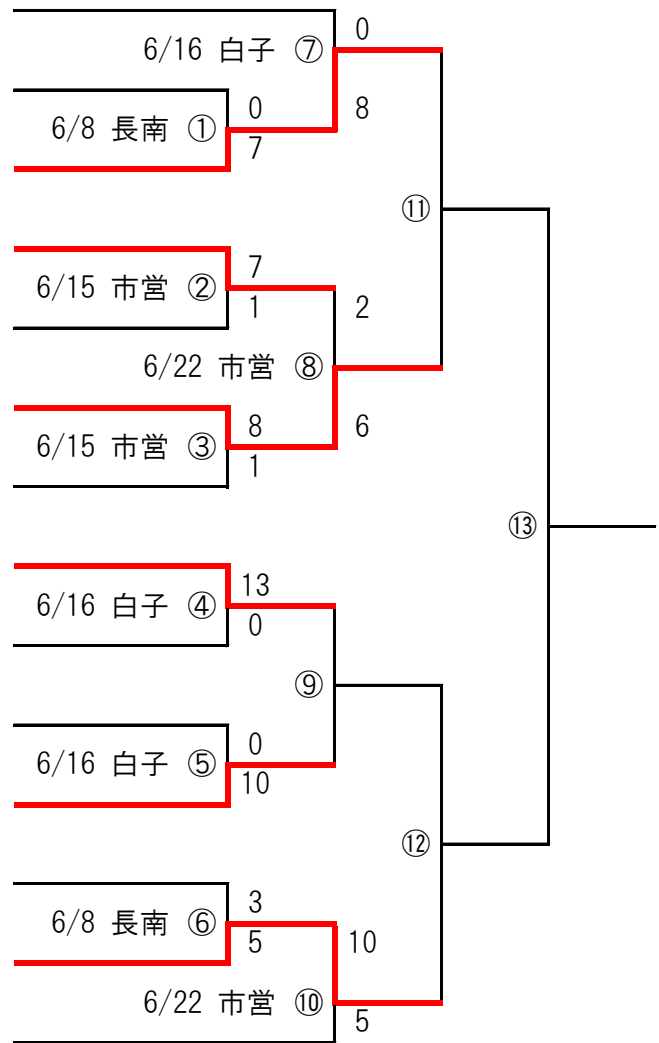 0
6/16 白子 ⑦
0
8
6/8 長南 ①
7
⑪
7
6/15 市営 ②
1
2
6/22 市営 ⑧
8
6
6/15 市営 ③
1
⑬
13
6/16 白子 ④
0
⑨
0
6/16 白子 ⑤
10
⑫
3
6/8 長南 ⑥
5
10
6/22 市営 ⑩
5